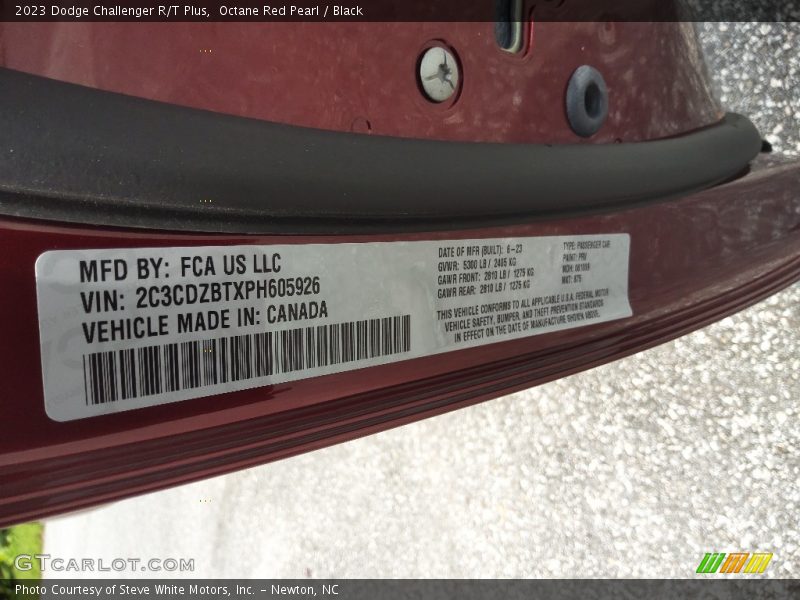 2023 Dodge Challenger R/T Plus, Octane Red Pearl / Black
MFD BY: FCA US LLC
VIN: 2C3CDZBTXPH605926
VEHICLE MADE IN: CANADA
DATE OF MFR (BUILT): 6-23
GVWR: 5300 LB / 2405 KG
GAWR FRONT: 2810 LB / 1275 KG
GAWR REAR: 2810 LB / 1275 KG
TYPE: PASSENGER CAR
PAINT: PRV
MDH:
MKT:
THIS VEHICLE CONFORMS TO ALL APPLICABLE U.S.A. FEDERAL MOTOR
VEHICLE SAFETY, BUMPER, AND THEFT PREVENTION STANDARDS
IN EFFECT ON THE DATE OF MANUFACTURE SHOWN ABOVE.
GTCARLOT.COM
Photo Courtesy of Steve White Motors, Inc. - Newton, NC